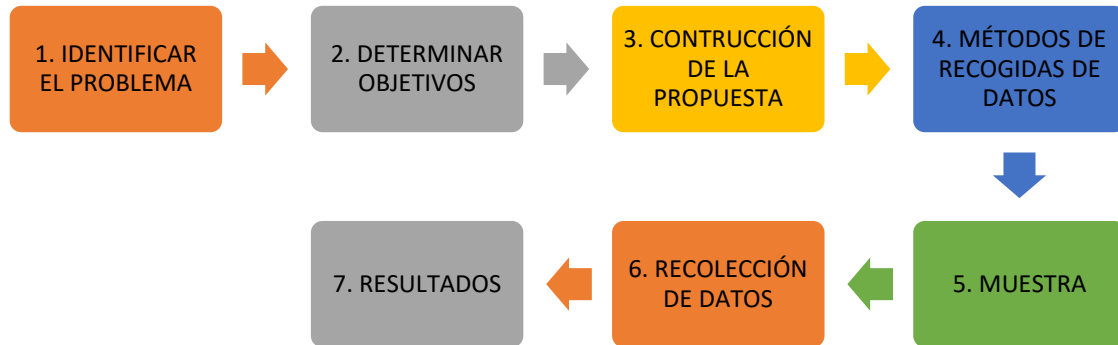 1. IDENTIFICAR
EL PROBLEMA
2. DETERMINAR
OBJETIVOS
3. CONTRUCCIÓN
DE LA
PROPUESTA
4. MÉTODOS DE
RECOGIDAS DE
DATOS
5. MUESTRA
6. RECOLECCIÓN
DE DATOS
7. RESULTADOS